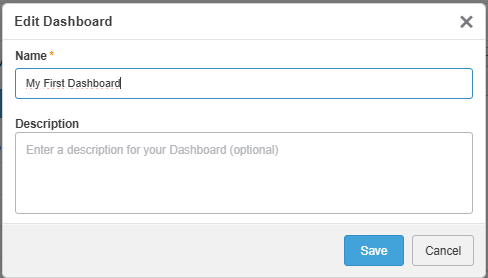 Edit Dashboard
Name *
My First Dashboard
Description
Enter a description for your Dashboard (optional)
Save
Cancel